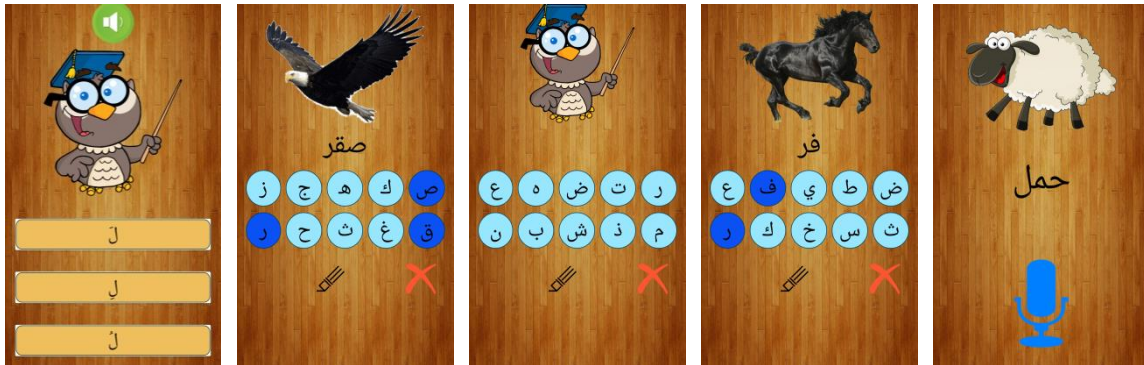 لَ
لِ
لُ
صقر
ص ك ه ج ز
ق غ ث ح ر
ر ت ض ه ع
م ذ ش ب ن
فر
ض ط ي ف ع
ث س خ ك ر
حمل